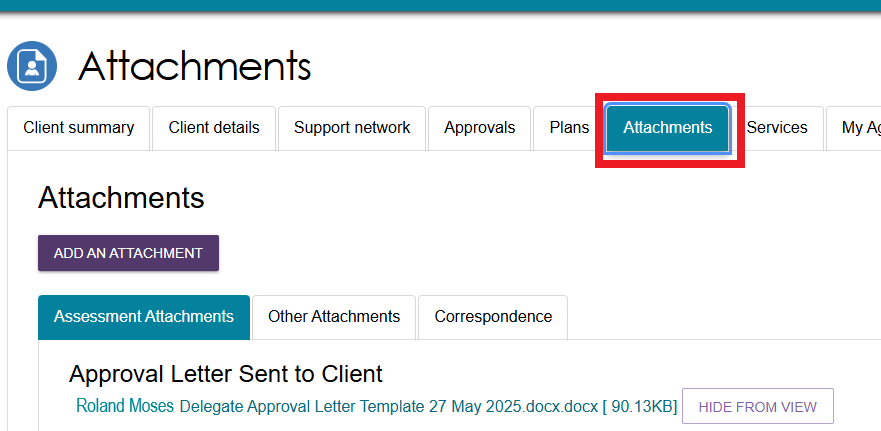 Attachments
Client summary
Client details
Support network
Approvals
Plans
Attachments
Services
My Ag
Attachments
ADD AN ATTACHMENT
Assessment Attachments
Other Attachments
Correspondence
Approval Letter Sent to Client
Roland Moses Delegate Approval Letter Template 27 May 2025.docx.docx [ 90.13KB]
HIDE FROM VIEW